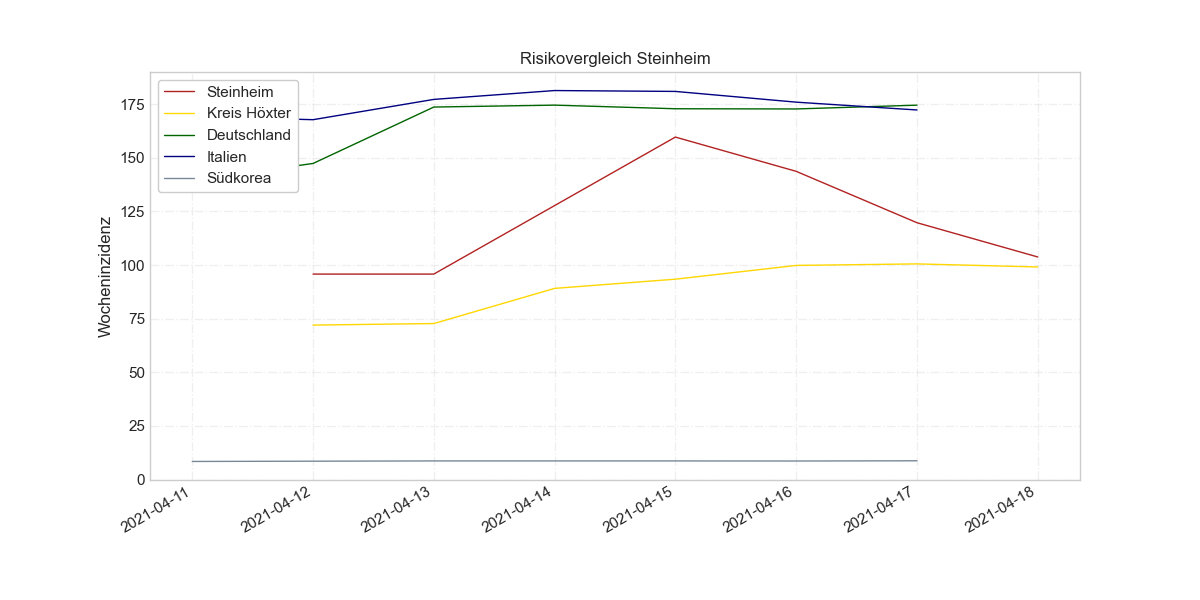 Risikovergleich Steinheim
Steinheim
Kreis Höxter
Deutschland
Italien
Südkorea
Wocheninzidenz
175
150
125
100
75
50
25
0
2021-04-11
2021-04-12
2021-04-13
2021-04-14
2021-04-15
2021-04-16
2021-04-17
2021-04-18